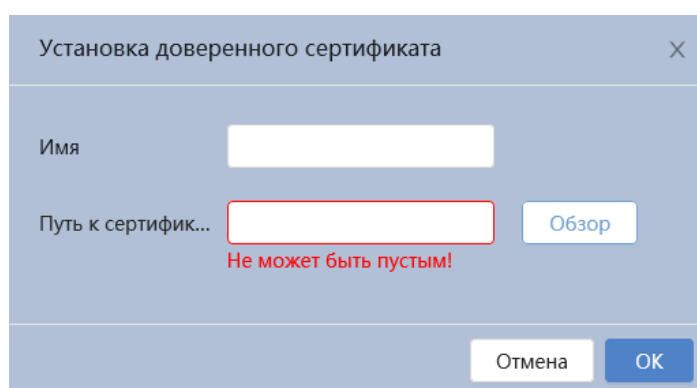 Установка доверенного сертификата
Имя
Путь к сертифик... Обзор
Не может быть пустым!
Отмена OK